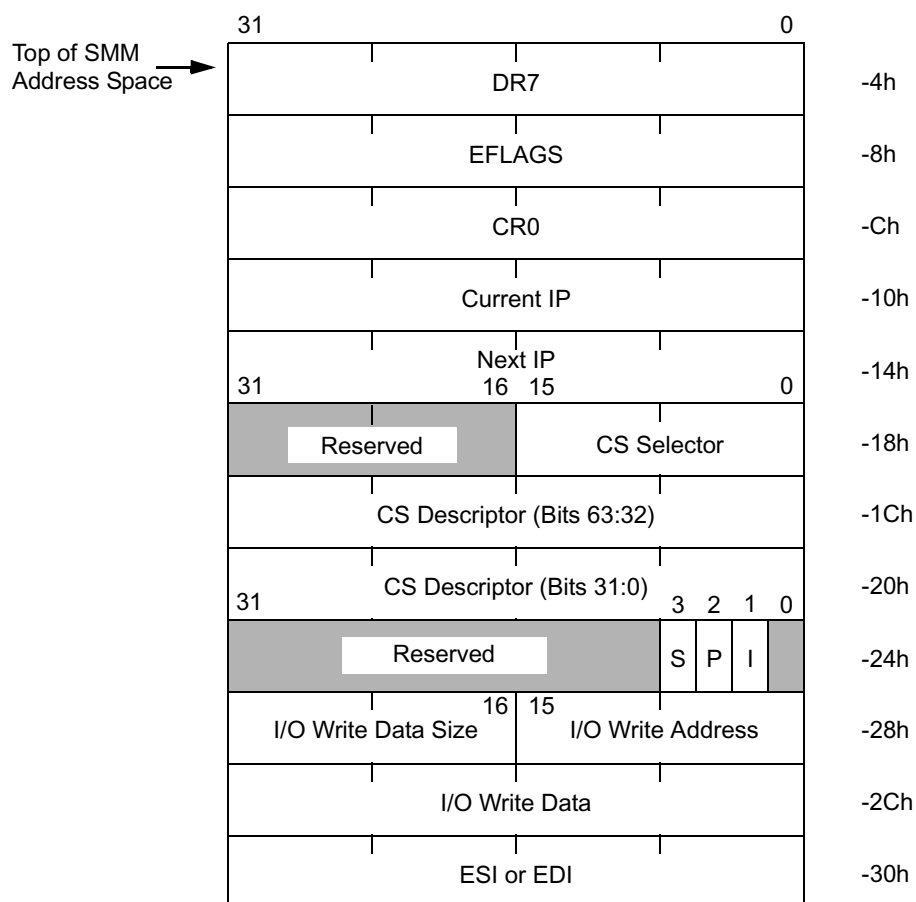 31 0
Top of SMM
Address Space
DR7 -4h
EFLAGS -8h
CR0 -Ch
Current IP -10h
Next IP -14h
31 16 15 0
Reserved CS Selector -18h
CS Descriptor (Bits 63:32) -1Ch
CS Descriptor (Bits 31:0) -20h
31 3 2 1 0
Reserved S P I -24h
16 15
I/O Write Data Size I/O Write Address -28h
I/O Write Data -2Ch
ESI or EDI -30h